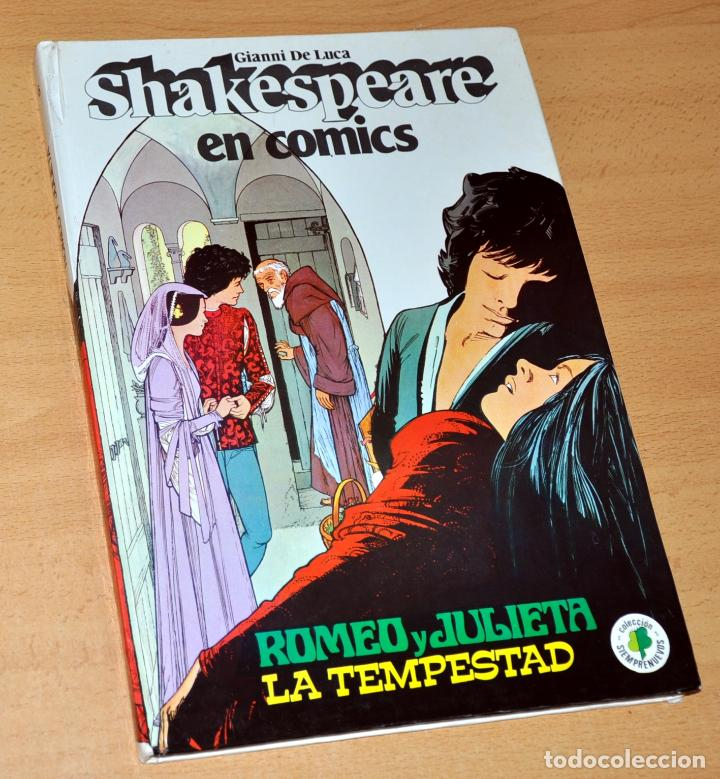 Gianni De Luca
Shakespeare
en comics
ROMEO y JULIETA
LA TEMPESTAD
colección
SIEMPRENUEVOS
todocoleccion